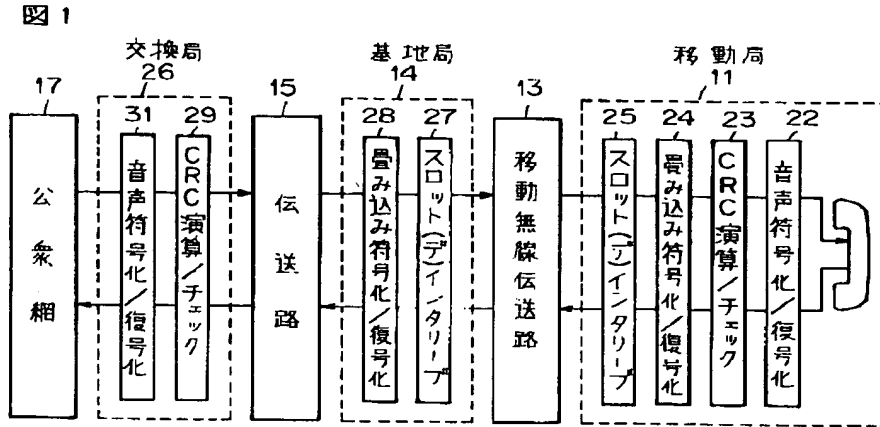 図1
交換局
26
基地局
14
移動局
11
17
31
29
15
28
27
13
25
24
23
22
公衆網
音声符号化/復号化
CRC演算/チェック
伝送路
畳み込み符号化/復号化
スロット(デ)インタリーブ
移動無線伝送路
スロット(デ)インタリーブ
畳み込み符号化/復号化
CRC演算/チェック
音声符号化/復号化